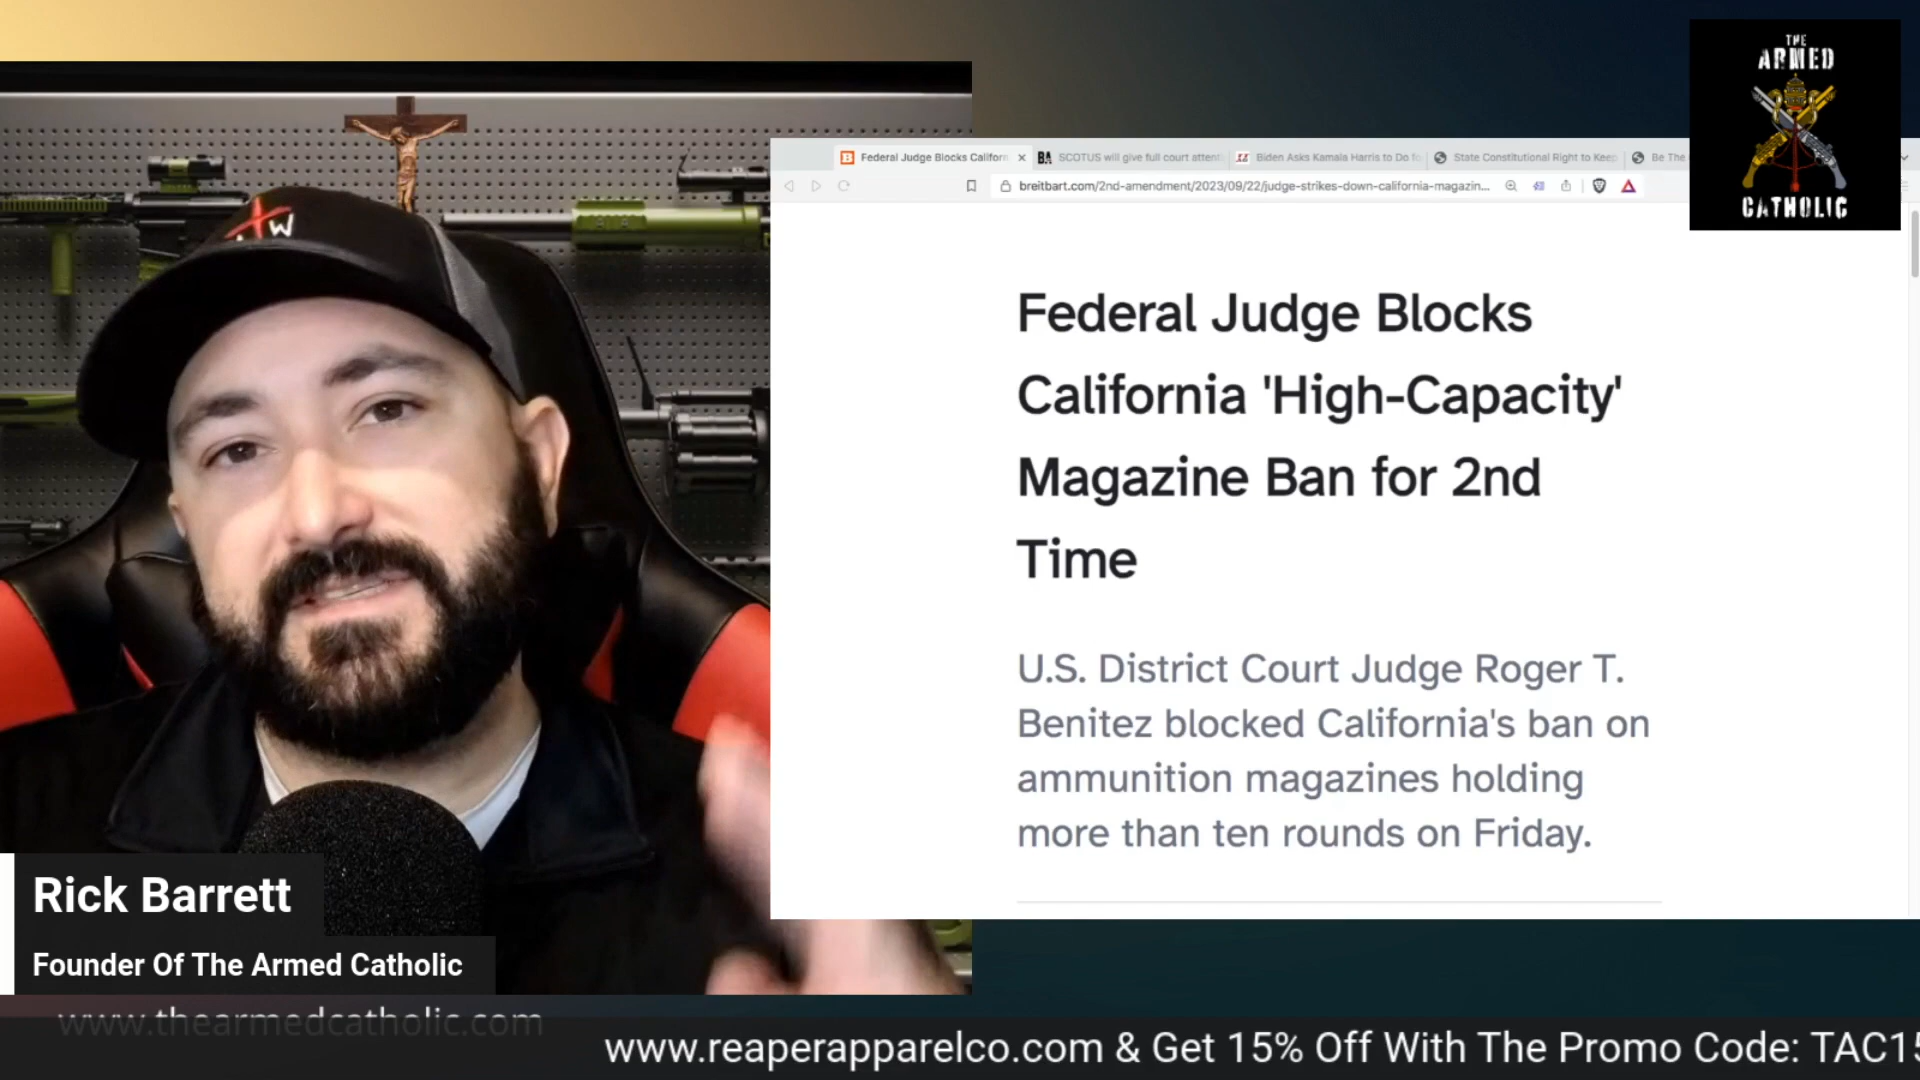 THE
ARMED
CATHOLIC
Federal Judge Blocks Californ
SCOTUS will give full court attent
Biden Asks Kamala Harris to Do fo
State Constitutional Right to Keep
Be The
breitbart.com/2nd-amendment/2023/09/22/judge-strikes-down-california-magazin...
Federal Judge Blocks
California 'High-Capacity'
Magazine Ban for 2nd
Time
U.S. District Court Judge Roger T.
Benitez blocked California's ban on
ammunition magazines holding
more than ten rounds on Friday.
Rick Barrett
Founder Of The Armed Catholic
www.thearmedcatholic.com
www.reaperapparelco.com & Get 15% Off With The Promo Code: TAC15